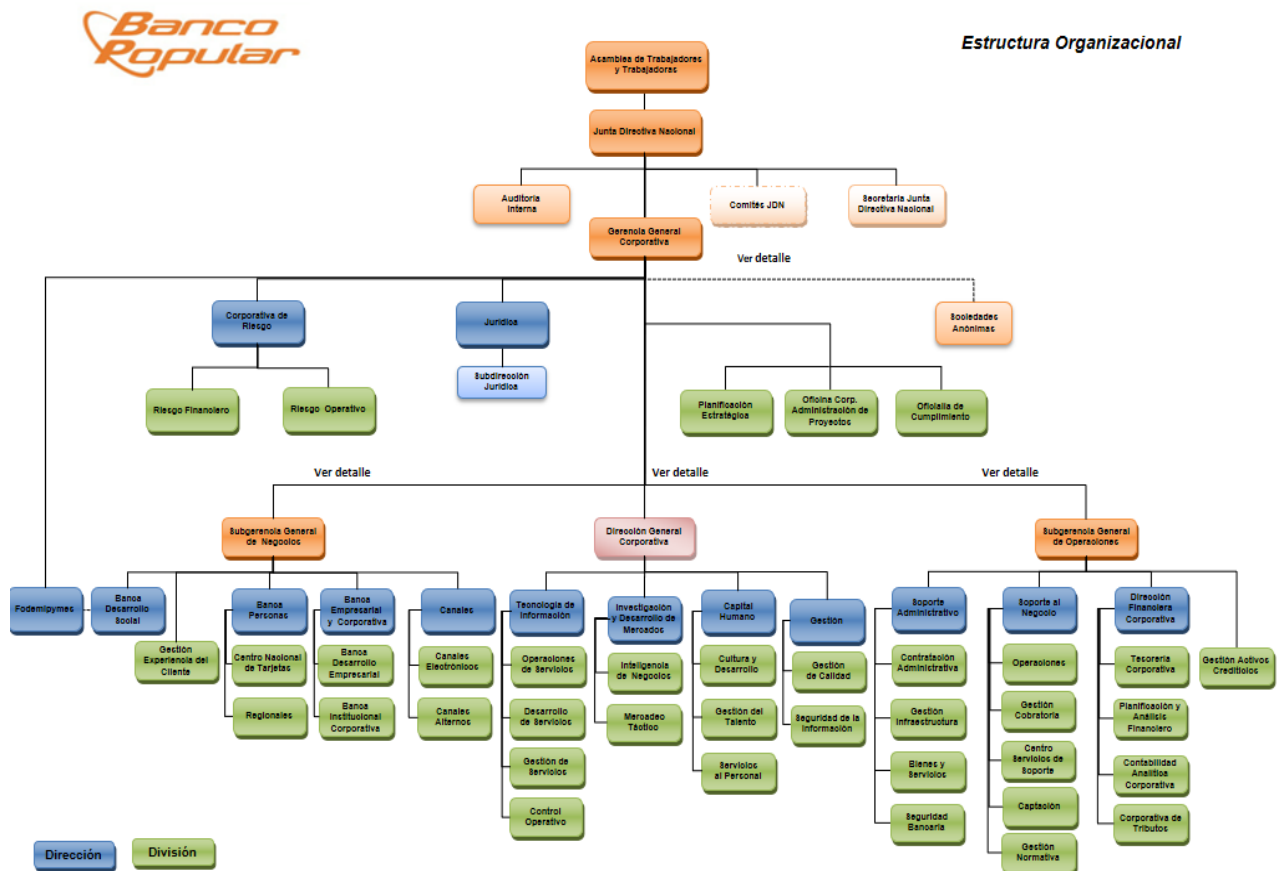 Banco
Popular
Estructura Organizacional
Asamblea de Trabajadores
y Trabajadoras
Junta Directiva Nacional
Auditoría
Interna
Comités JDN
Secretaría Junta
Directiva Nacional
Gerencia General
Corporativa
Ver detalle
Corporativa de
Riesgo
Jurídica
Sociedades
Anónimas
Subdirección
Jurídica
Riesgo Financiero
Riesgo Operativo
Planificación
Estratégica
Oficina Corp.
Administración de
Proyectos
Oficialía de
Cumplimiento
Ver detalle
Ver detalle
Ver detalle
Subgerencia General
de Negocios
Dirección General
Corporativa
Subgerencia General
de Operaciones
Fodemipymes
Banca
Desarrollo
Social
Banca
Personas
Banca
Empresarial
y Corporativa
Canales
Tecnología de
Información
Investigación
y Desarrollo de
Mercados
Capital
Humano
Gestión
Soporte
Administrativo
Soporte al
Negocio
Dirección
Financiera
Corporativa
Gestión
Experiencia del
Cliente
Centro Nacional
de Tarjetas
Banca
Desarrollo
Empresarial
Canales
Electrónicos
Operaciones
de Servicios
Inteligencia
de Negocios
Cultura y
Desarrollo
Gestión
de Calidad
Contratación
Administrativa
Operaciones
Tesorería
Corporativa
Gestión Activos
Crediticios
Regionales
Banca
Institucional
Corporativa
Canales
Alternos
Desarrollo
de Servicios
Mercadeo
Táctico
Gestión del
Talento
Seguridad de la
Información
Gestión
Infraestructura
Gestión
Cobratoria
Planificación y
Análisis
Financiero
Gestión de
Servicios
Servicios
al Personal
Bienes y
Servicios
Centro
Servicios de
Soporte
Contabilidad
Analítica
Corporativa
Control
Operativo
Seguridad
Bancaria
Captación
Corporativa de
Tributos
Gestión
Normativa
Dirección
División